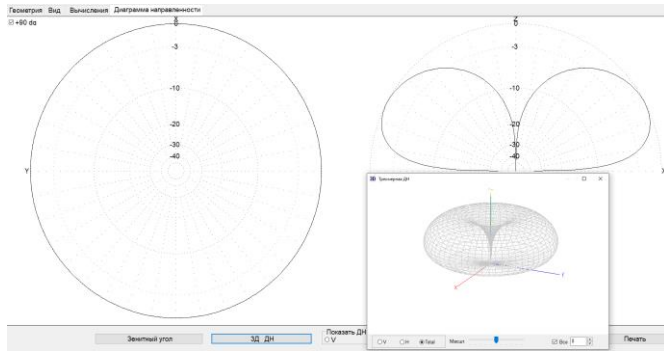 Геометрия Вид Вычисления Диаграмма направленности
+90 dg
X
0
-3
-10
-20
-30
-40
Y
Z
0
-3
-10
-20
-30
-40
X
Трехмерная ДН
Y
V H Total Масшт. Оси
Зенитный угол
3Д ДН
Показать ДН
V
Печать